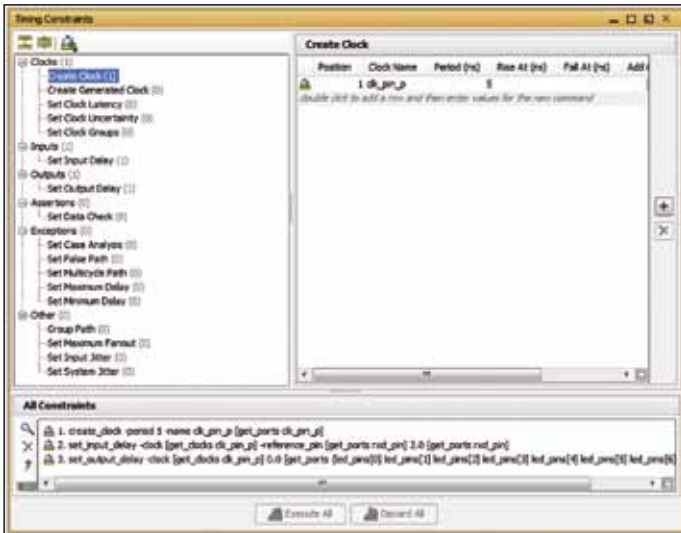 Timing Constraints
Clocks (1)
Create Clock (1)
Create Generated Clock (0)
Set Clock Latency (0)
Set Clock Uncertainty (0)
Set Clock Groups (0)
Inputs (1)
Set Input Delay (1)
Outputs (1)
Set Output Delay (1)
Assertions (0)
Set Data Check (0)
Exceptions (0)
Set Case Analysis (0)
Set False Path (0)
Set Multicycle Path (0)
Set Maximum Delay (0)
Set Minimum Delay (0)
Other (0)
Group Path (0)
Set Maximum Fanout (0)
Set Input Jitter (0)
Set System Jitter (0)
Create Clock
Position Clock Name Period (ns) Rise At (ns) Fall At (ns) Add
1 clk_pin_p 5
double click to add a row and then enter values for the new command
All Constraints
1. create_clock -period 5 -name clk_pin_p [get_ports clk_pin_p]
2. set_input_delay -clock [get_clocks clk_pin_p] -reference_pin [get_ports rxd_pin] 2.0 [get_ports rxd_pin]
3. set_output_delay -clock [get_clocks clk_pin_p] 0.0 [get_ports {led_pins[0] led_pins[1] led_pins[2] led_pins[3] led_pins[4] led_pins[5] led_pins[6]
Execute All Discard All